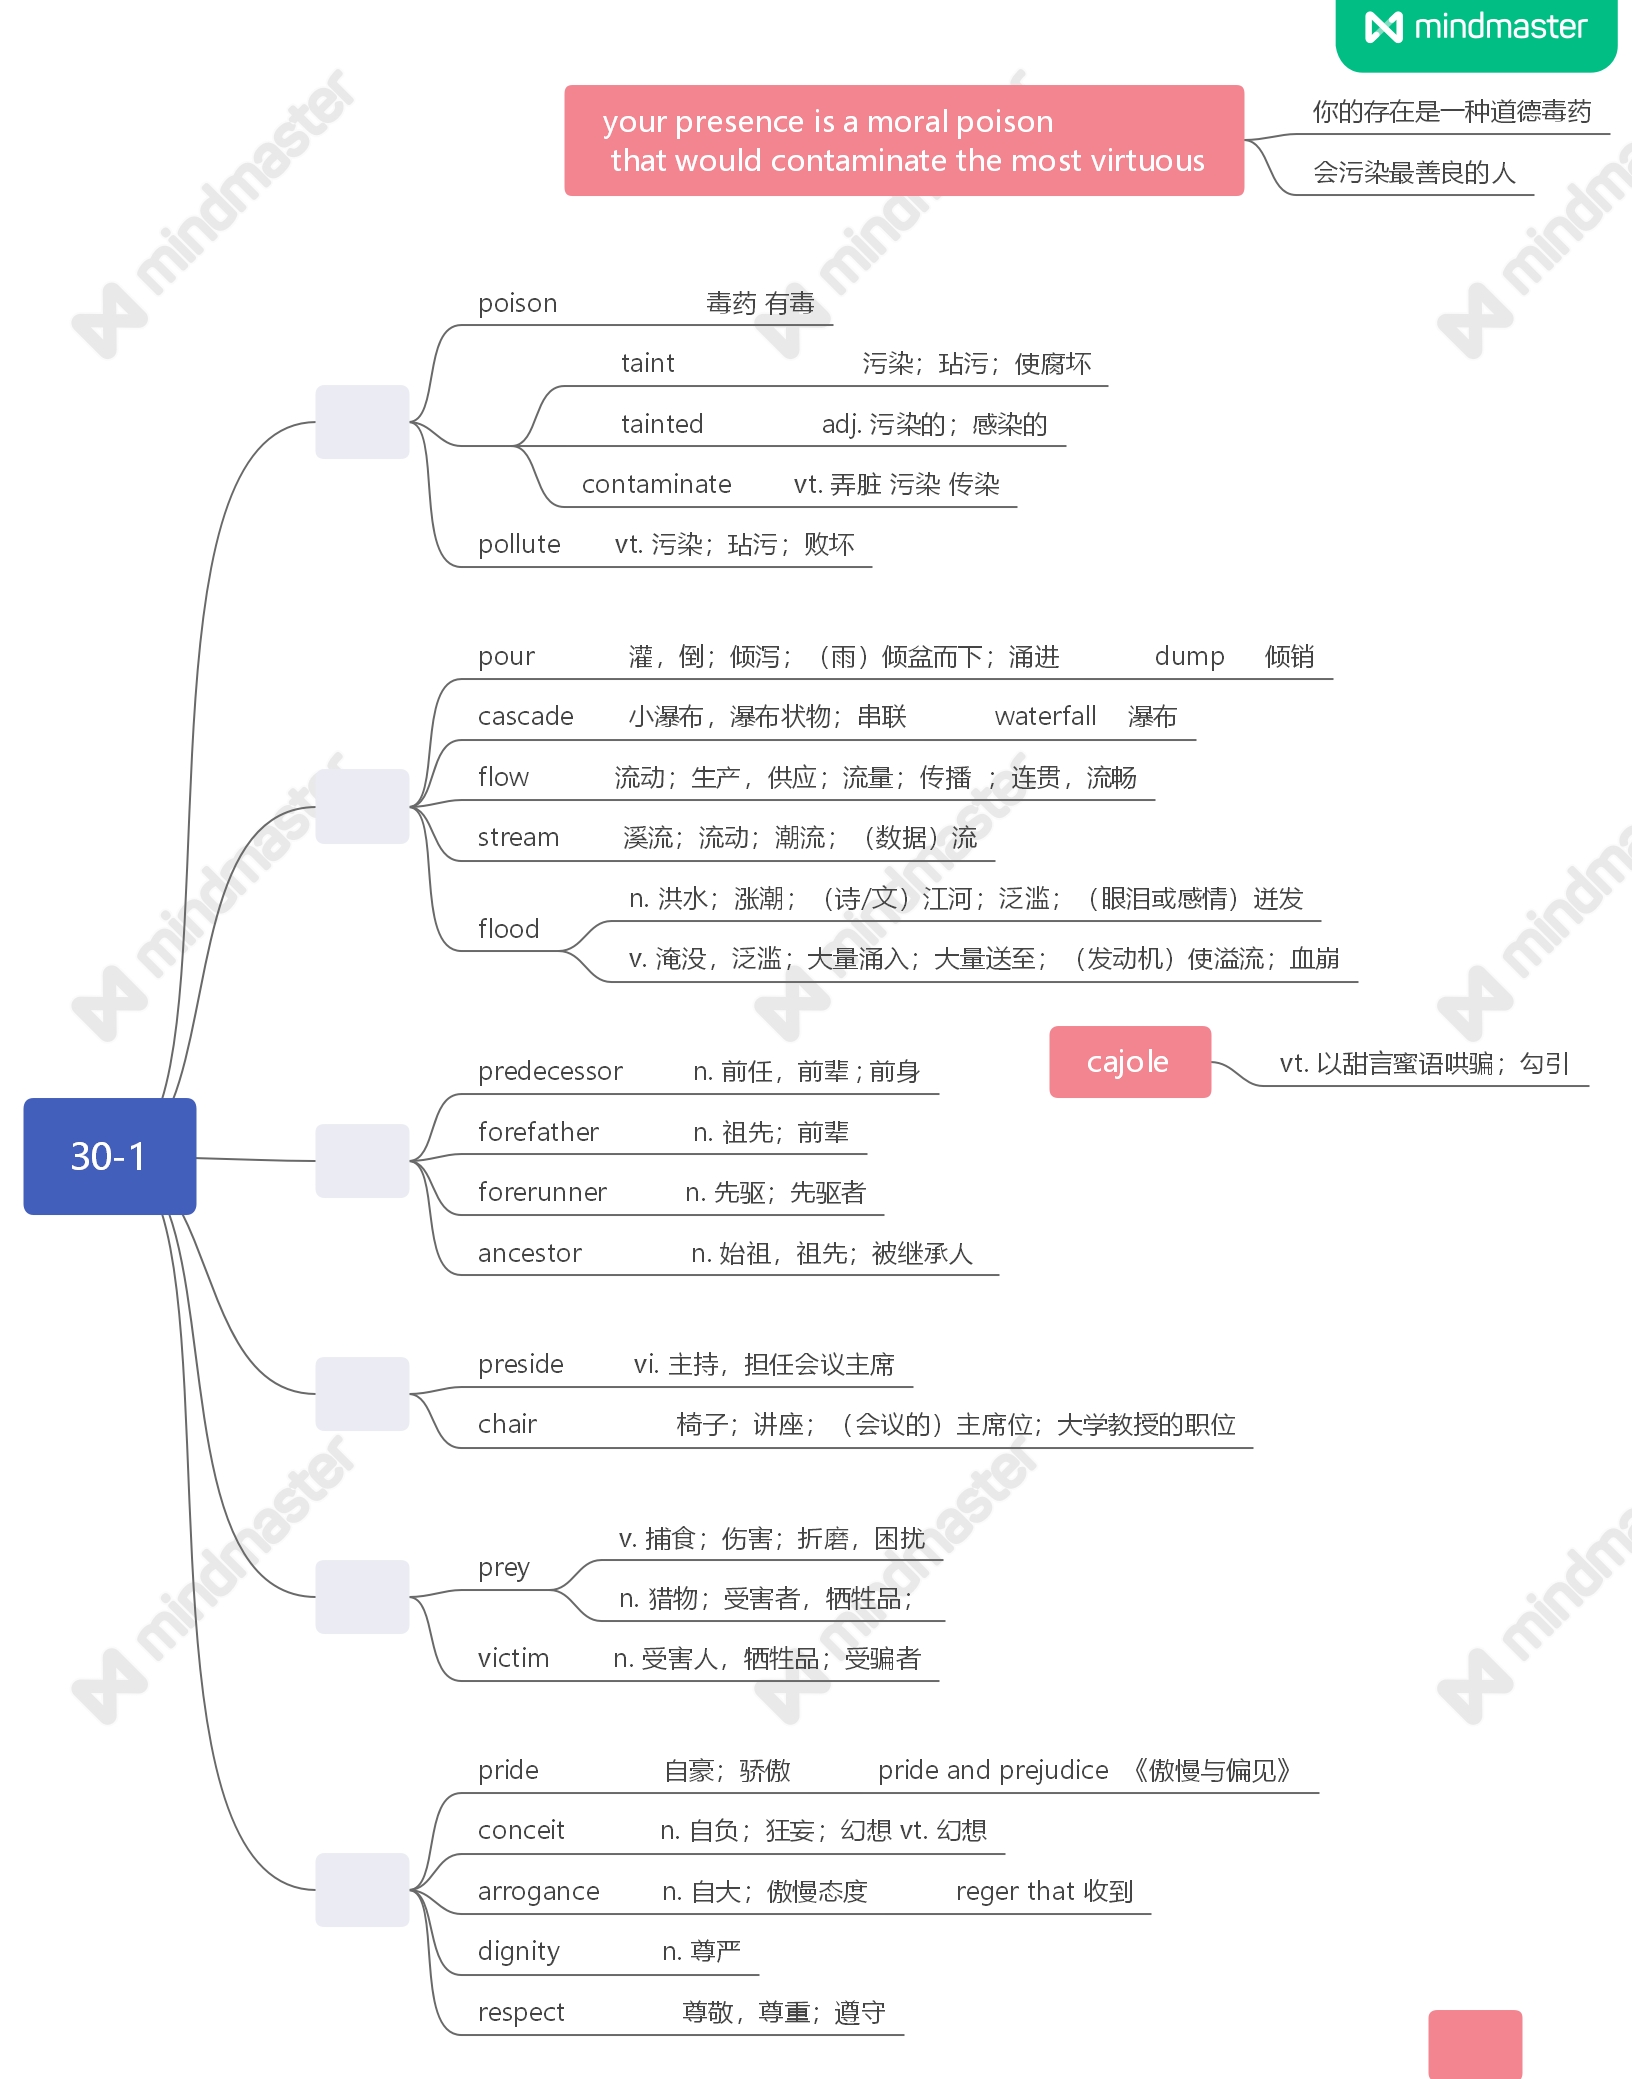 mindmaster
your presence is a moral poison
that would contaminate the most virtuous
你的存在是一种道德毒药
会污染最善良的人
poison 毒药 有毒
taint 污染；玷污；使腐坏
tainted adj. 污染的；感染的
contaminate vt. 弄脏 污染 传染
pollute vt. 污染；玷污；败坏
pour 灌，倒；倾泻；（雨）倾盆而下；涌进 dump 倾销
cascade 小瀑布，瀑布状物；串联 waterfall 瀑布
flow 流动；生产，供应；流量；传播 ；连贯，流畅
stream 溪流；流动；潮流；（数据）流
flood
n. 洪水；涨潮；（诗/文）江河；泛滥；（眼泪或感情）迸发
v. 淹没，泛滥；大量涌入；大量送至；（发动机）使溢流；血崩
cajole
vt. 以甜言蜜语哄骗；勾引
predecessor n. 前任，前辈 ; 前身
forefather n. 祖先；前辈
30-1
forerunner n. 先驱；先驱者
ancestor n. 始祖，祖先；被继承人
preside vi. 主持，担任会议主席
chair 椅子；讲座；（会议的）主席位；大学教授的职位
prey
v. 捕食；伤害；折磨，困扰
n. 猎物；受害者，牺牲品；
victim n. 受害人，牺牲品；受骗者
pride 自豪；骄傲 pride and prejudice 《傲慢与偏见》
conceit n. 自负；狂妄；幻想 vt. 幻想
arrogance n. 自大；傲慢态度 reger that 收到
dignity n. 尊严
respect 尊敬，尊重；遵守
mindmaster
mindmaster
mindmaster
mindmaster
mindmaster
mindmaster